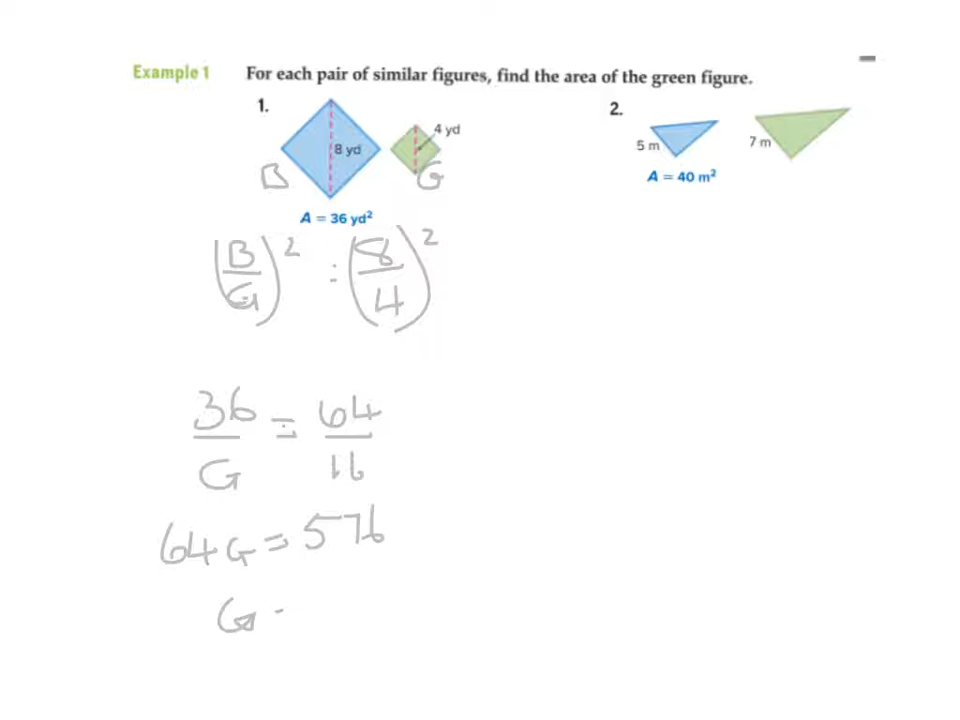 Example 1 For each pair of similar figures, find the area of the green figure.
1.
8 yd
4 yd
B
G
A = 36 yd²
2.
5 m
7 m
A = 40 m²
(B/G)² = (8/4)²
36/G = 64/16
64G = 576
G =